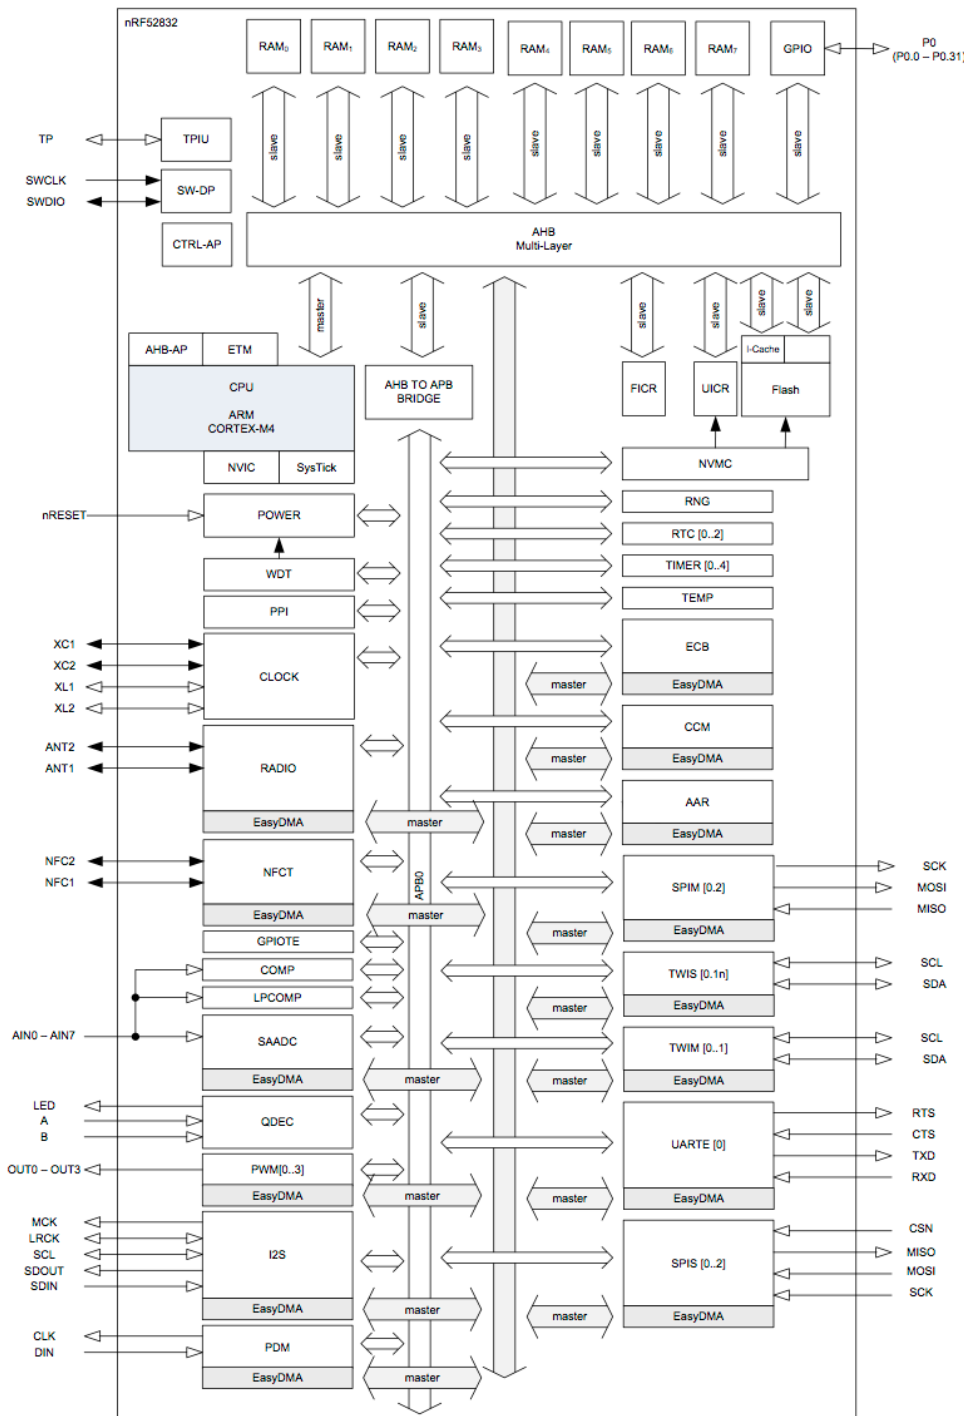 nRF52832
RAM0
RAM1
RAM2
RAM3
RAM4
RAM5
RAM6
RAM7
GPIO
P0
(P0.0 – P0.31)
slave
slave
slave
slave
slave
slave
slave
slave
slave
TP
TPIU
SWCLK
SWDIO
SW-DP
CTRL-AP
AHB
Multi-Layer
master
slave
slave
slave
slave
slave
AHB-AP
ETM
CPU
ARM
CORTEX-M4
NVIC
SysTick
AHB TO APB
BRIDGE
FICR
UICR
I-Cache
Flash
NVMC
nRESET
POWER
RNG
RTC [0..2]
WDT
TIMER [0..4]
PPI
TEMP
XC1
XC2
XL1
XL2
CLOCK
ECB
master
EasyDMA
ANT2
ANT1
RADIO
EasyDMA
master
CCM
master
EasyDMA
AAR
master
EasyDMA
NFC2
NFC1
NFCT
EasyDMA
master
APB0
SPIM [0.2]
master
EasyDMA
SCK
MOSI
MISO
GPIOTE
COMP
LPCOMP
AIN0 – AIN7
SAADC
EasyDMA
master
TWIS [0.1n]
master
EasyDMA
SCL
SDA
TWIM [0..1]
master
EasyDMA
SCL
SDA
LED
A
B
QDEC
OUT0 – OUT3
PWM[0..3]
EasyDMA
master
UARTE [0]
master
EasyDMA
RTS
CTS
TXD
RXD
MCK
LRCK
SCL
SDOUT
SDIN
I2S
EasyDMA
master
SPIS [0..2]
master
EasyDMA
CSN
MISO
MOSI
SCK
CLK
DIN
PDM
EasyDMA
master